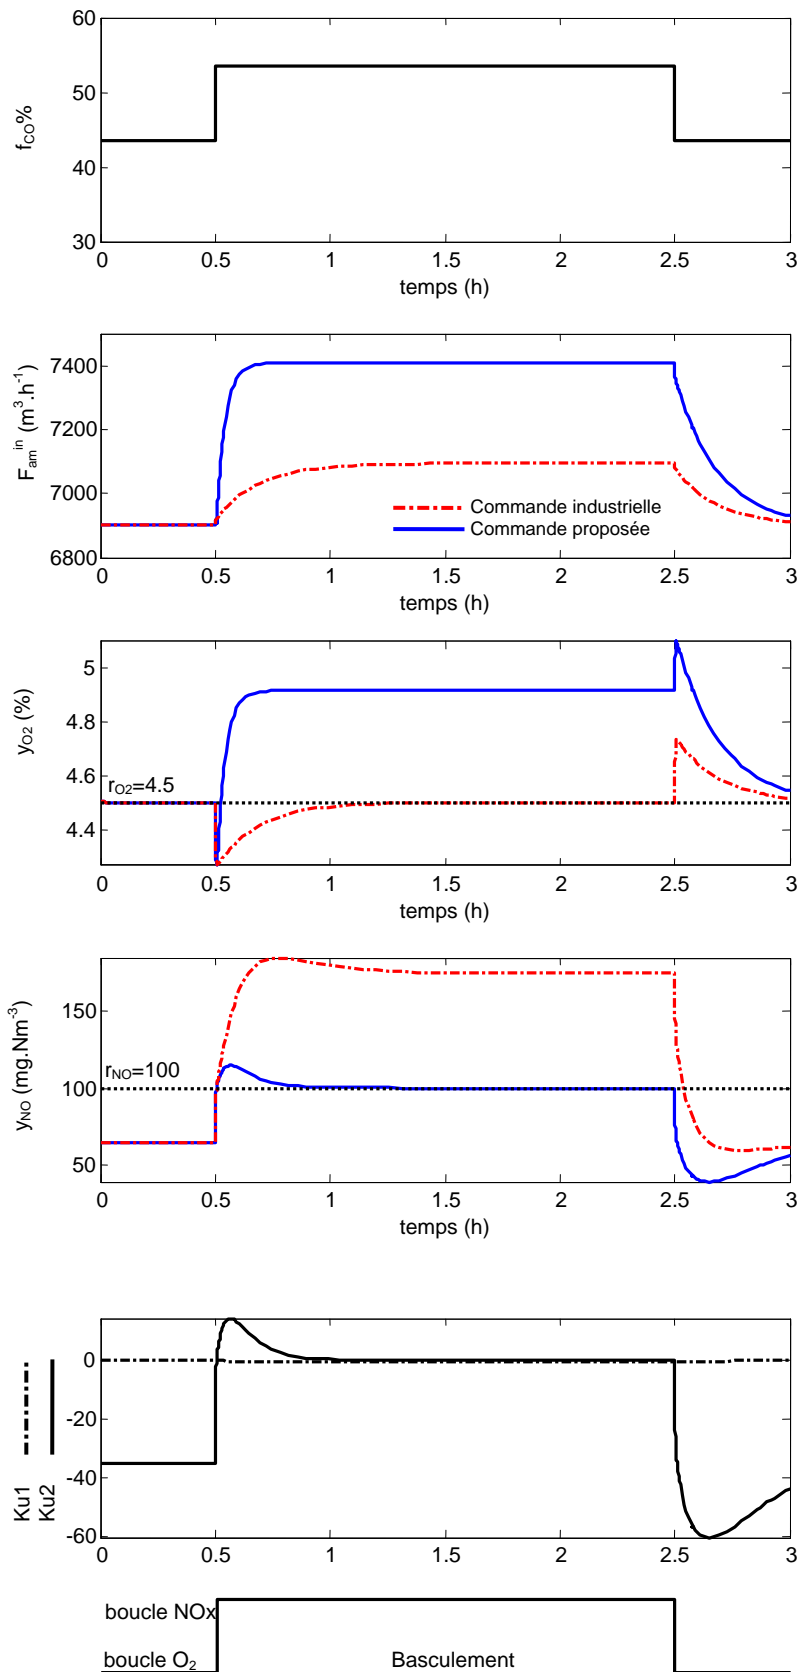 60
50
40
30
f_CO%
0 0.5 1 1.5 2 2.5 3
temps (h)
7400
7200
7000
6800
F_am^in (m³.h⁻¹)
Commande industrielle
Commande proposée
0 0.5 1 1.5 2 2.5 3
temps (h)
5
4.8
4.6
4.4
y_O2 (%)
r_O2=4.5
0 0.5 1 1.5 2 2.5 3
temps (h)
150
100
50
y_NO (mg.Nm⁻³)
r_NO=100
0 0.5 1 1.5 2 2.5 3
temps (h)
0
-20
-40
-60
Ku1
Ku2
0 0.5 1 1.5 2 2.5 3
boucle NOx
boucle O₂ Basculement